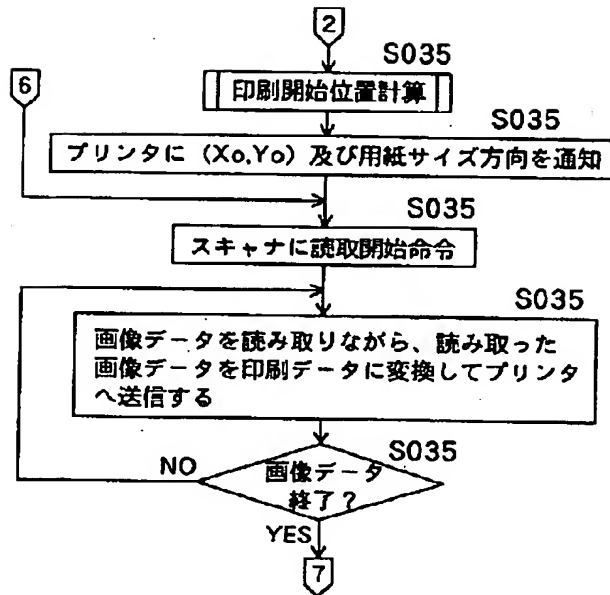 2
S035
6
印刷開始位置計算
S035
プリンタに (Xo,Yo) 及び用紙サイズ方向を通知
S035
スキャナに読取開始命令
S035
画像データを読み取りながら、読み取った
画像データを印刷データに変換してプリンタ
へ送信する
S035
NO
画像データ
終了？
YES
7